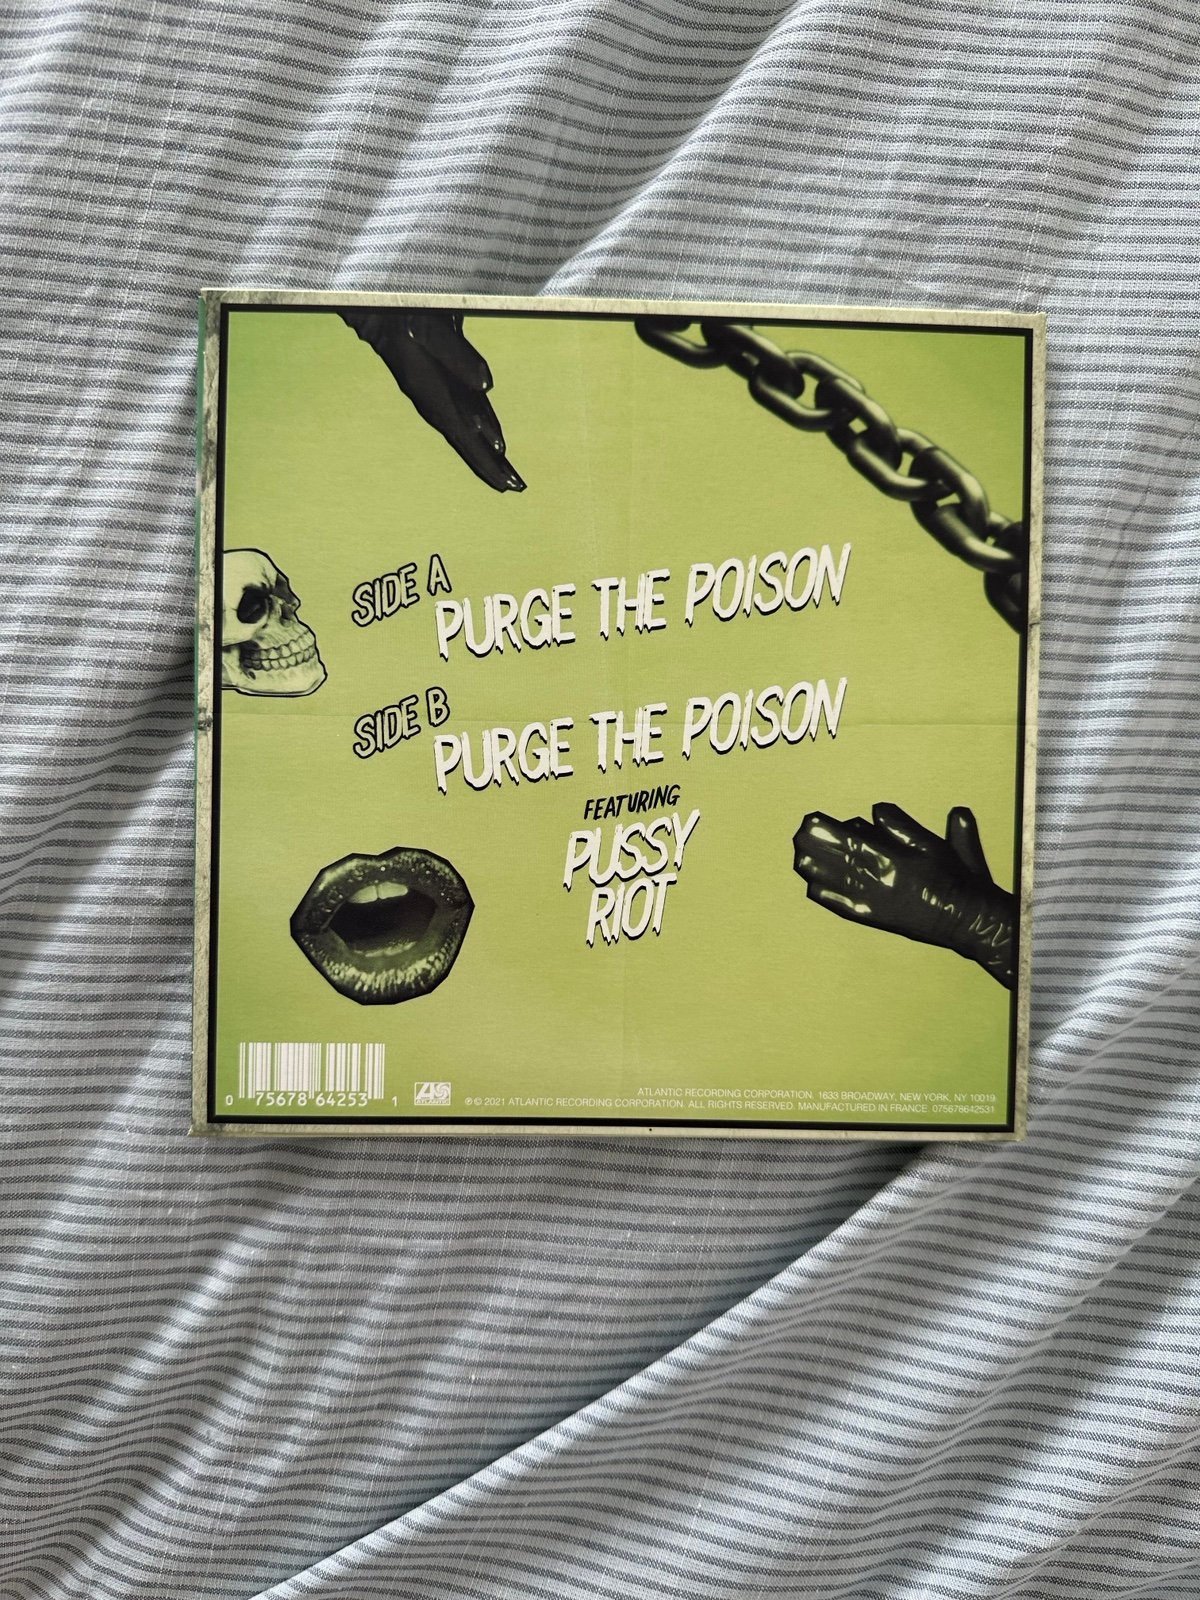 SIDE A
PURGE THE POISON
SIDE B
PURGE THE POISON
FEATURING
PUSSY
RIOT
0 75678 64253 1
ATLANTIC
ATLANTIC RECORDING CORPORATION. 1633 BROADWAY, NEW YORK, NY 10019
℗ © 2021 ATLANTIC RECORDING CORPORATION. ALL RIGHTS RESERVED. MANUFACTURED IN FRANCE. 075678642531